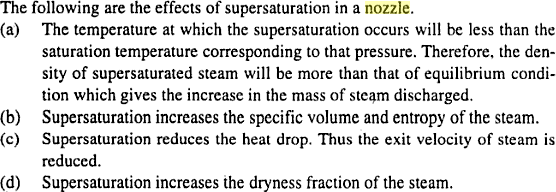 The following are the effects of supersaturation in a nozzle.
(a) The temperature at which the supersaturation occurs will be less than the
saturation temperature corresponding to that pressure. Therefore, the den-
sity of supersaturated steam will be more than that of equilibrium condi-
tion which gives the increase in the mass of steam discharged.
(b) Supersaturation increases the specific volume and entropy of the steam.
(c) Supersaturation reduces the heat drop. Thus the exit velocity of steam is
reduced.
(d) Supersaturation increases the dryness fraction of the steam.